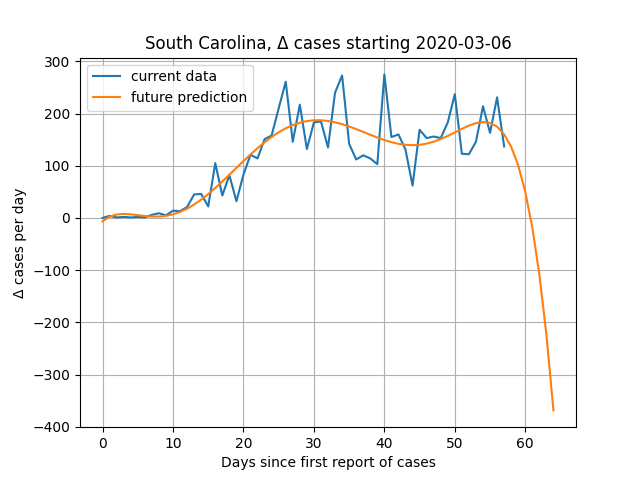 South Carolina, Δ cases starting 2020-03-06
current data
future prediction
300
200
100
0
−100
−200
−300
−400
Δ cases per day
0 10 20 30 40 50 60
Days since first report of cases